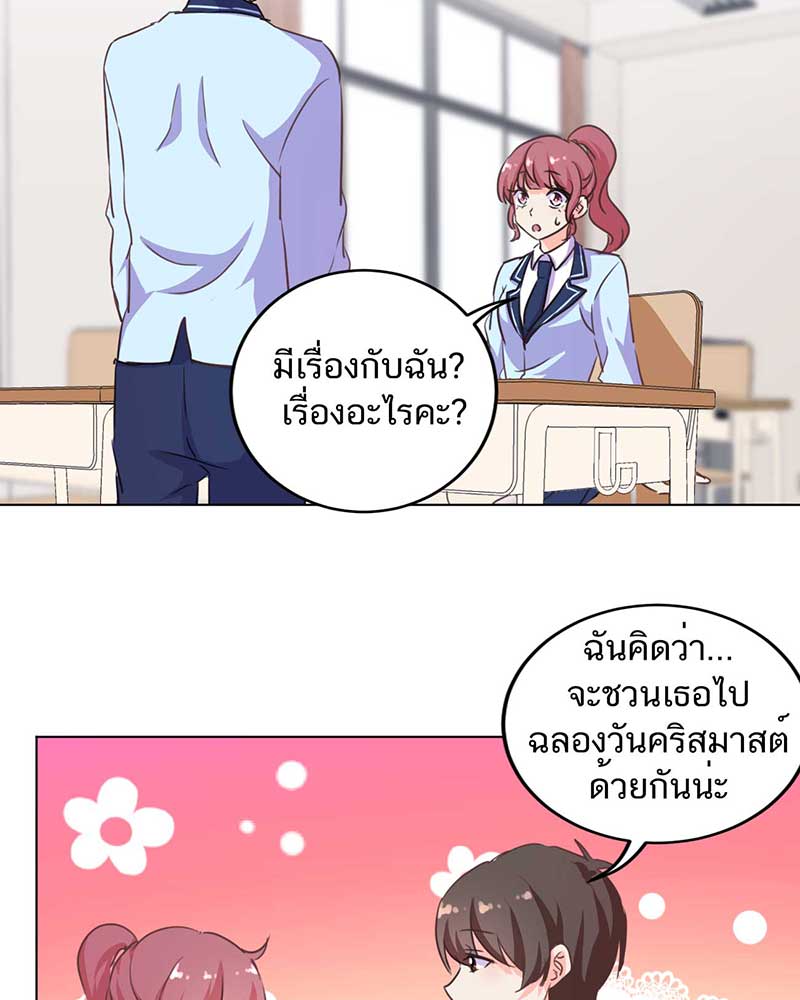 มีเรื่องกับฉัน?
เรื่องอะไรคะ?
ฉันคิดว่า...
จะชวนเธอไป
ฉลองวันคริสมาสต์
ด้วยกันน่ะ